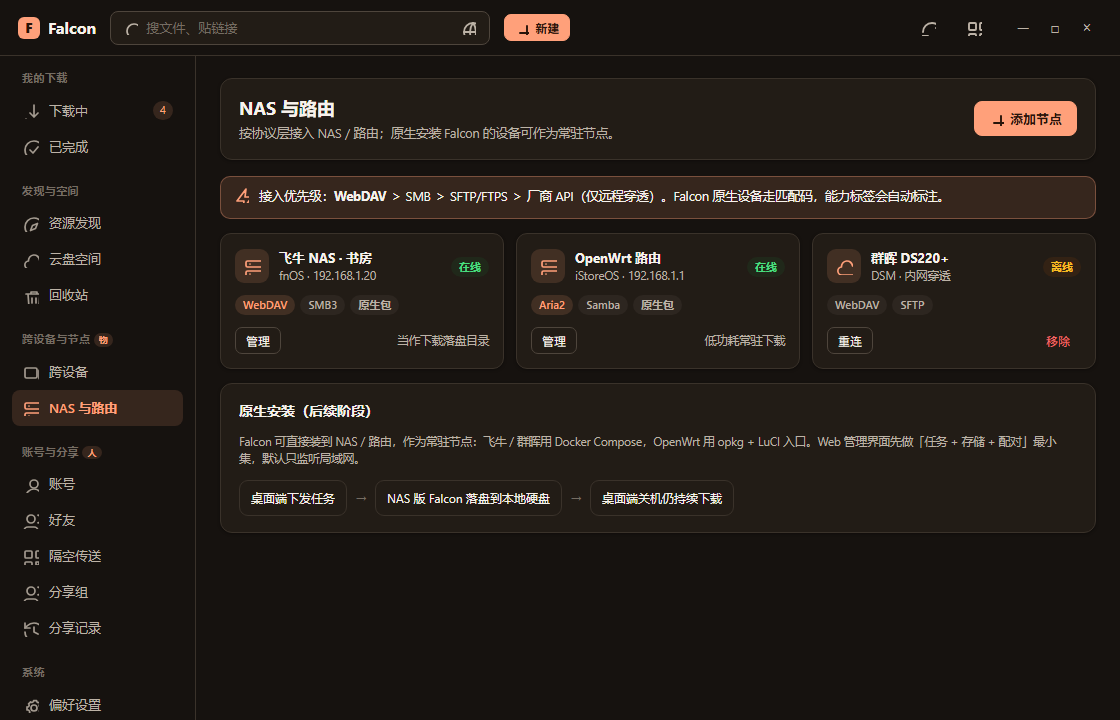 F Falcon
搜文件、贴链接
新建
我的下载
下载中 4
已完成
发现与空间
资源发现
云盘空间
回收站
跨设备与节点 物
跨设备
NAS 与路由
账号与分享 人
账号
好友
隔空传送
分享组
分享记录
系统
偏好设置
NAS 与路由
按协议层接入 NAS / 路由；原生安装 Falcon 的设备可作为常驻节点。
添加节点
接入优先级：WebDAV > SMB > SFTP/FTPS > 厂商 API（仅远程穿透）。Falcon 原生设备走匹配码，能力标签会自动标注。
飞牛 NAS · 书房
fnOS · 192.168.1.20
在线
WebDAV SMB3 原生包
管理 当作下载落盘目录
OpenWrt 路由
iStoreOS · 192.168.1.1
在线
Aria2 Samba 原生包
管理 低功耗常驻下载
群晖 DS220+
DSM · 内网穿透
离线
WebDAV SFTP
重连 移除
原生安装（后续阶段）
Falcon 可直接装到 NAS / 路由，作为常驻节点：飞牛 / 群晖用 Docker Compose，OpenWrt 用 opkg + LuCI 入口。Web 管理界面先做「任务 + 存储 + 配对」最小
集，默认只监听局域网。
桌面端下发任务 → NAS 版 Falcon 落盘到本地硬盘 → 桌面端关机仍持续下载